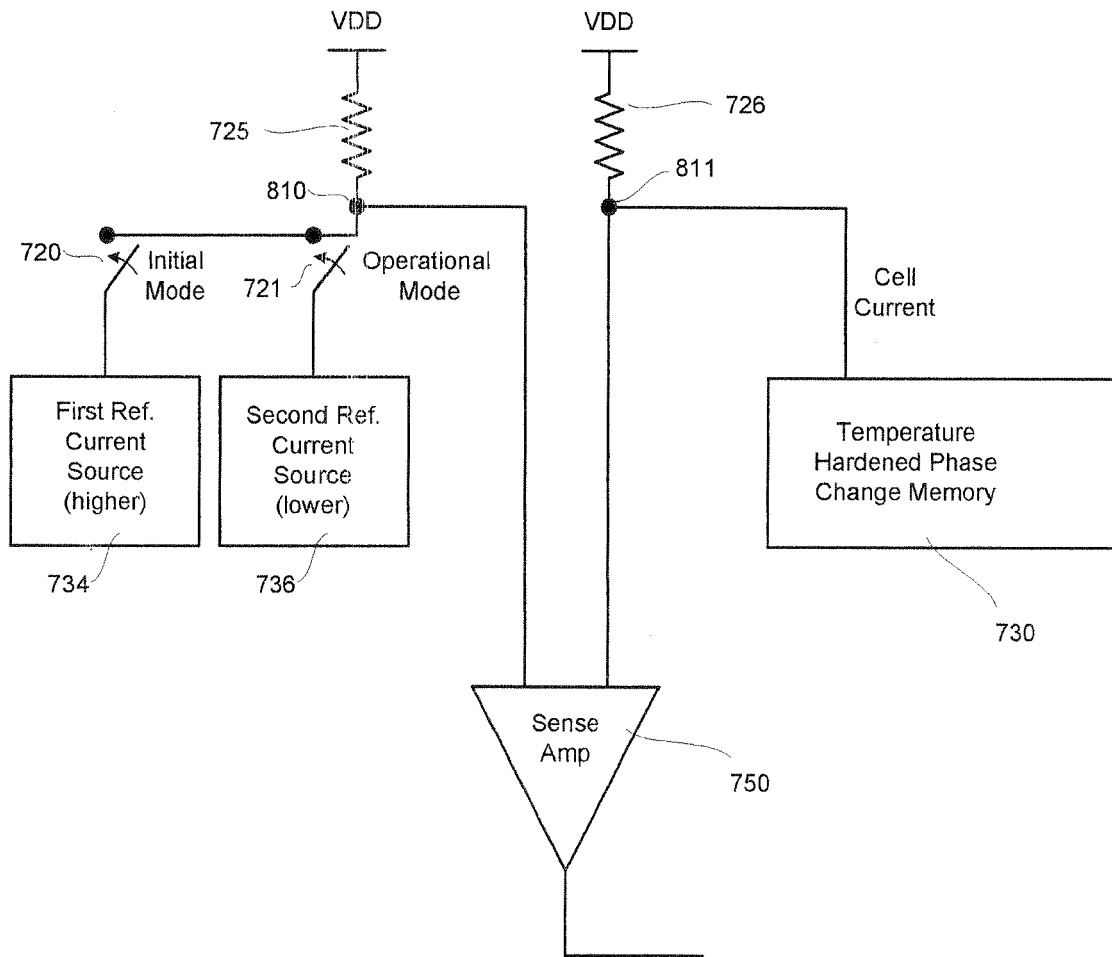 VDD
VDD
725
726
810
811
720
Initial
Mode
721
Operational
Mode
Cell
Current
First Ref.
Current
Source
(higher)
Second Ref.
Current
Source
(lower)
Temperature
Hardened Phase
Change Memory
734
736
730
Sense
Amp
750